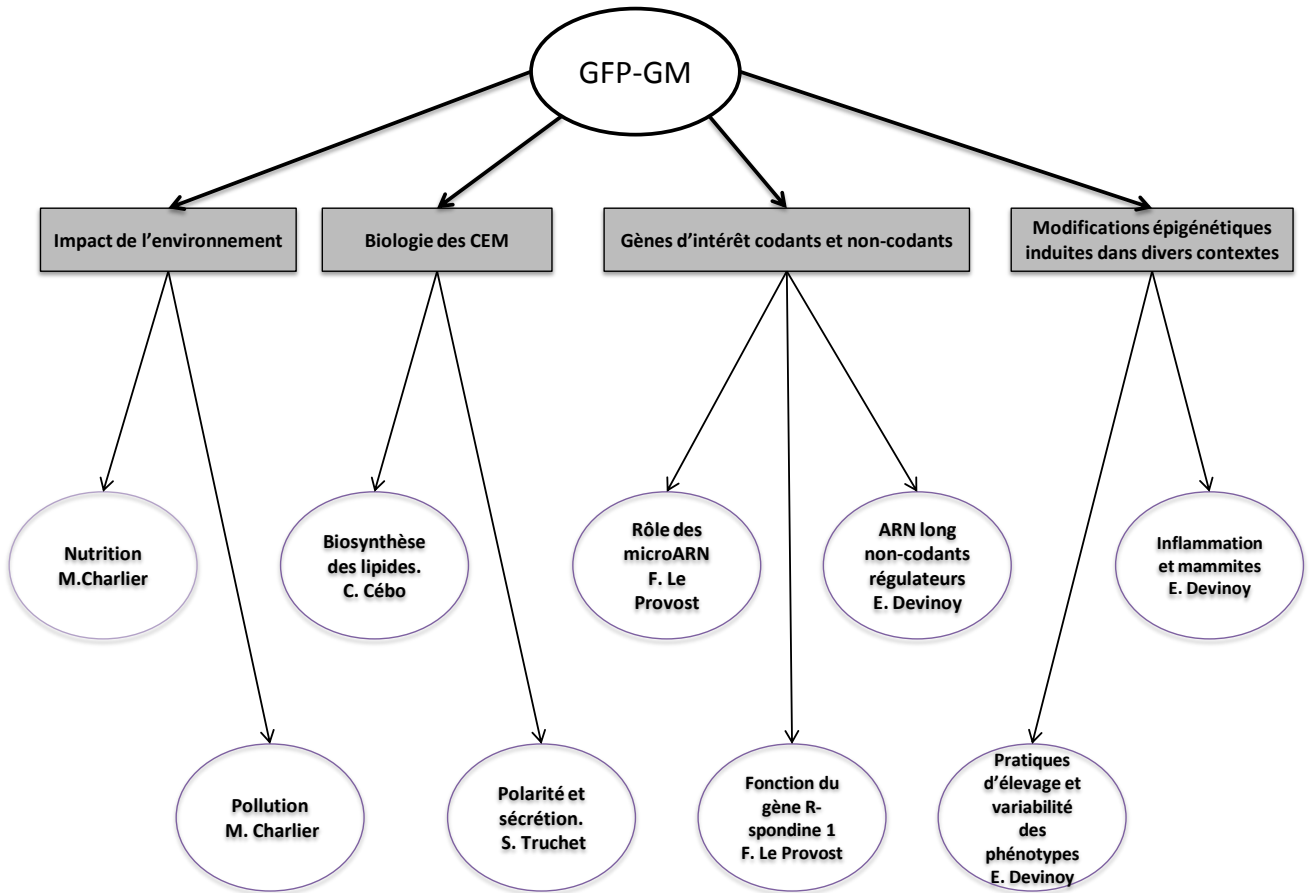 GFP-GM
Impact de l’environnement
Biologie des CEM
Gènes d’intérêt codants et non-codants
Modifications épigénétiques
induites dans divers contextes
Nutrition
M.Charlier
Biosynthèse
des lipides.
C. Cébo
Rôle des
microARN
F. Le
Provost
ARN long
non-codants
régulateurs
E. Devinoy
Inflammation
et mammites
E. Devinoy
Pollution
M. Charlier
Polarité et
sécrétion.
S. Truchet
Fonction du
gène R-
spondine 1
F. Le Provost
Pratiques
d’élevage et
variabilité
des
phénotypes
E. Devinoy